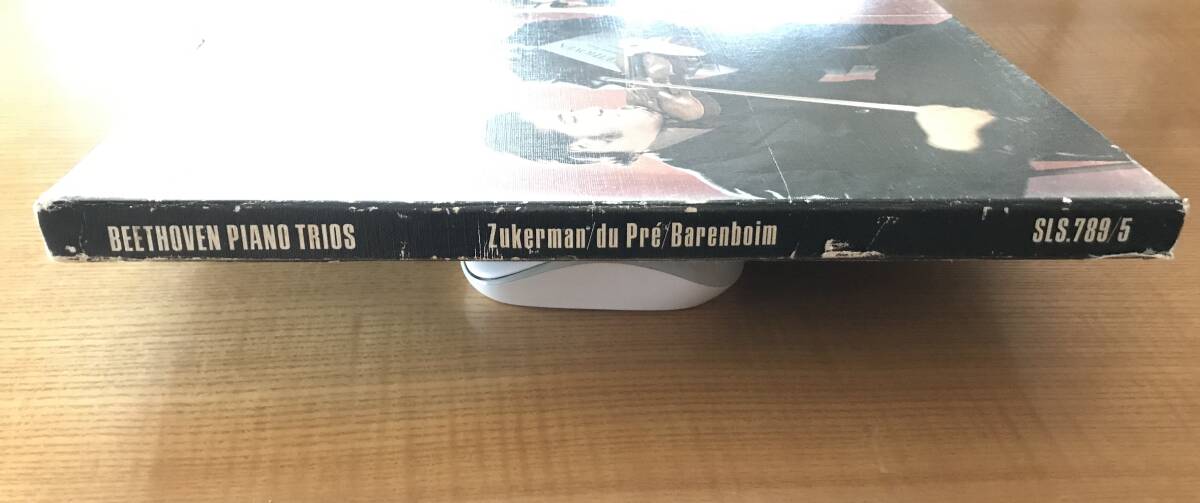 BEETHOVEN PIANO TRIOS Zukerman/du Pré/Barenboim SLS.789/5